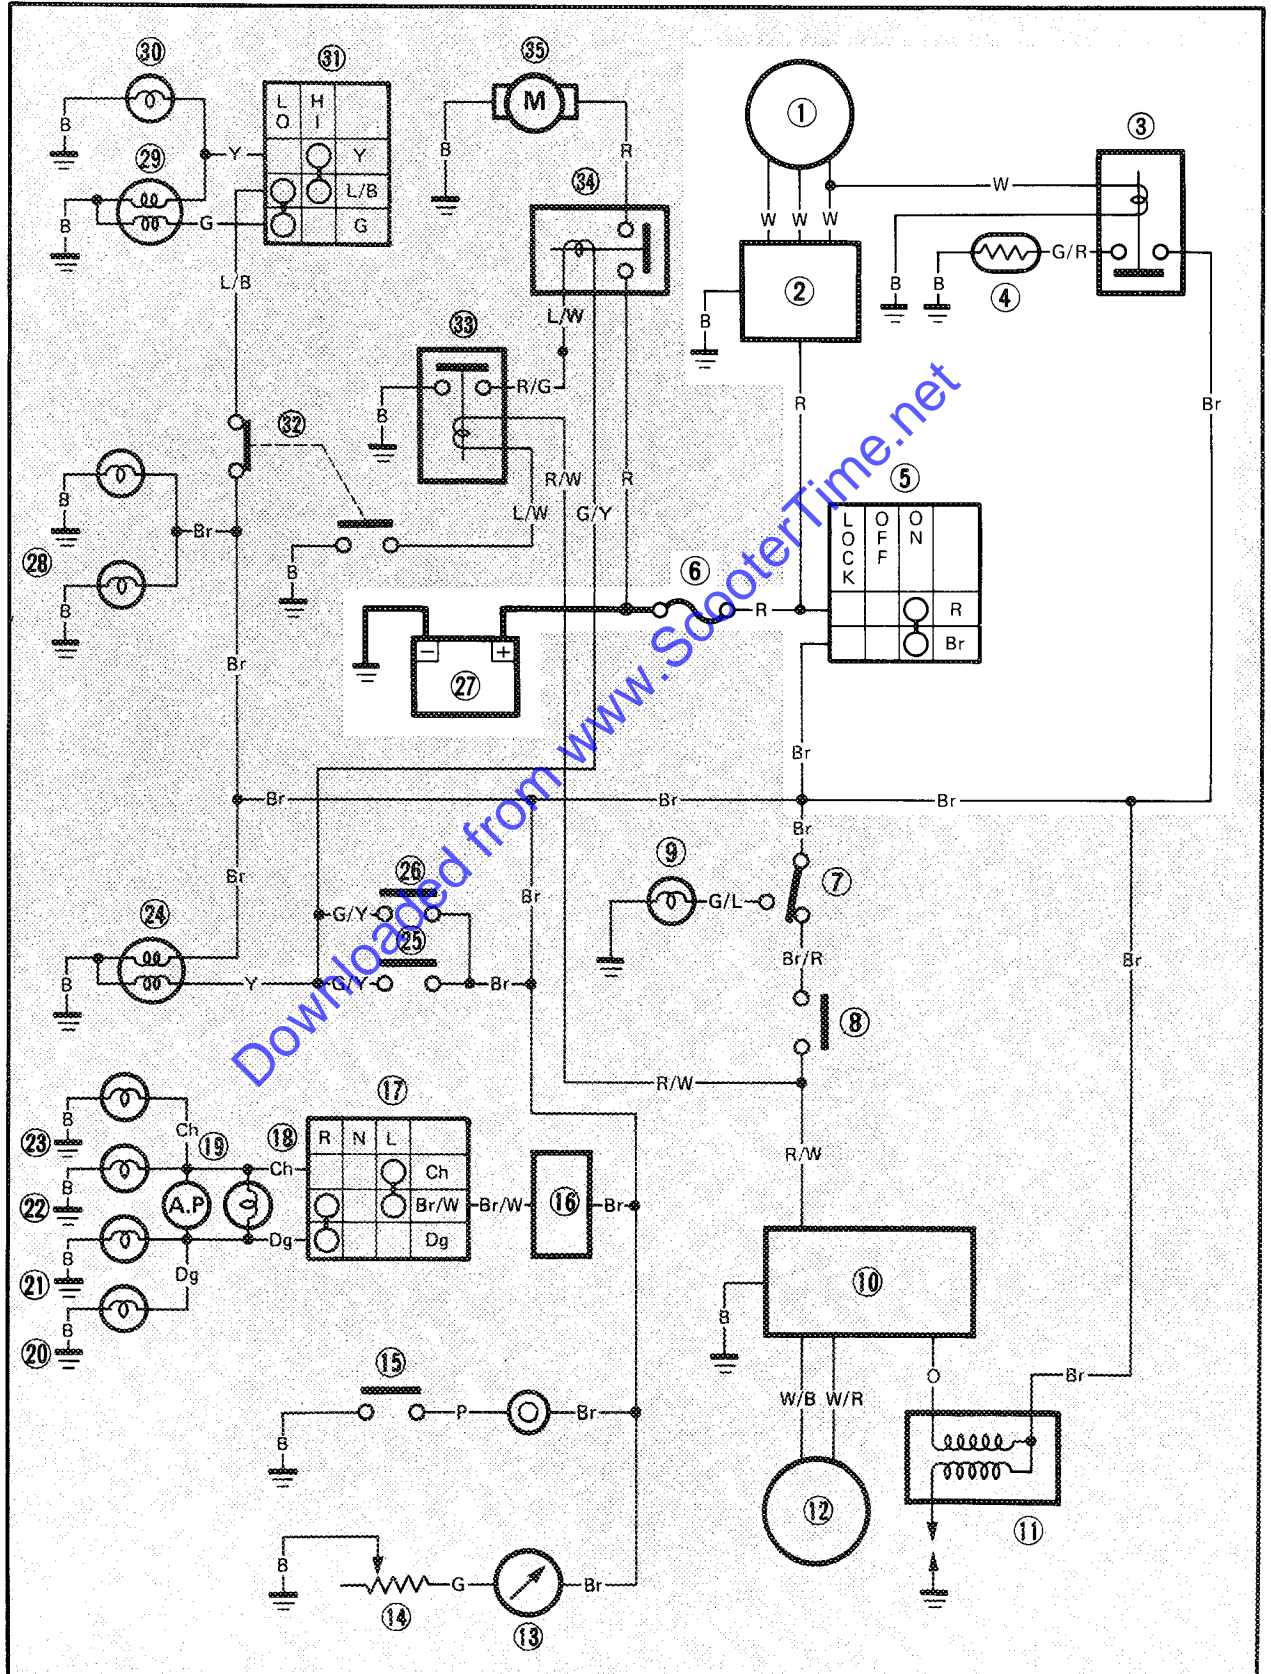 30
31
35
1
3
L O
H I
B
Y
Y
29
L/B
G
B
G
M
B
R
34
W
W
W
W
2
G/R
B
B
4
B
L/B
L/W
33
R/G
B
R
R
Br
32
R/W
L/W
G/Y
5
LOCK
OFF
ON
R
Br
B
Br
28
B
B
6
R
−
+
27
Br
Br
Br
Br
Br
Br
9
G/L
7
26
G/Y
25
G/Y
Br
Br
Br
24
B
Y
Br/R
8
Br
R/W
R/W
17
R
N
L
Ch
Br/W
Dg
23
B
Ch
19
18
Ch
22
B
A.P
Br/W
16
Br
21
B
Dg
Dg
20
B
10
B
15
B
P
Br
W/B
W/R
O
Br
12
11
B
G
Br
14
13
Downloaded from www.ScooterTime.net